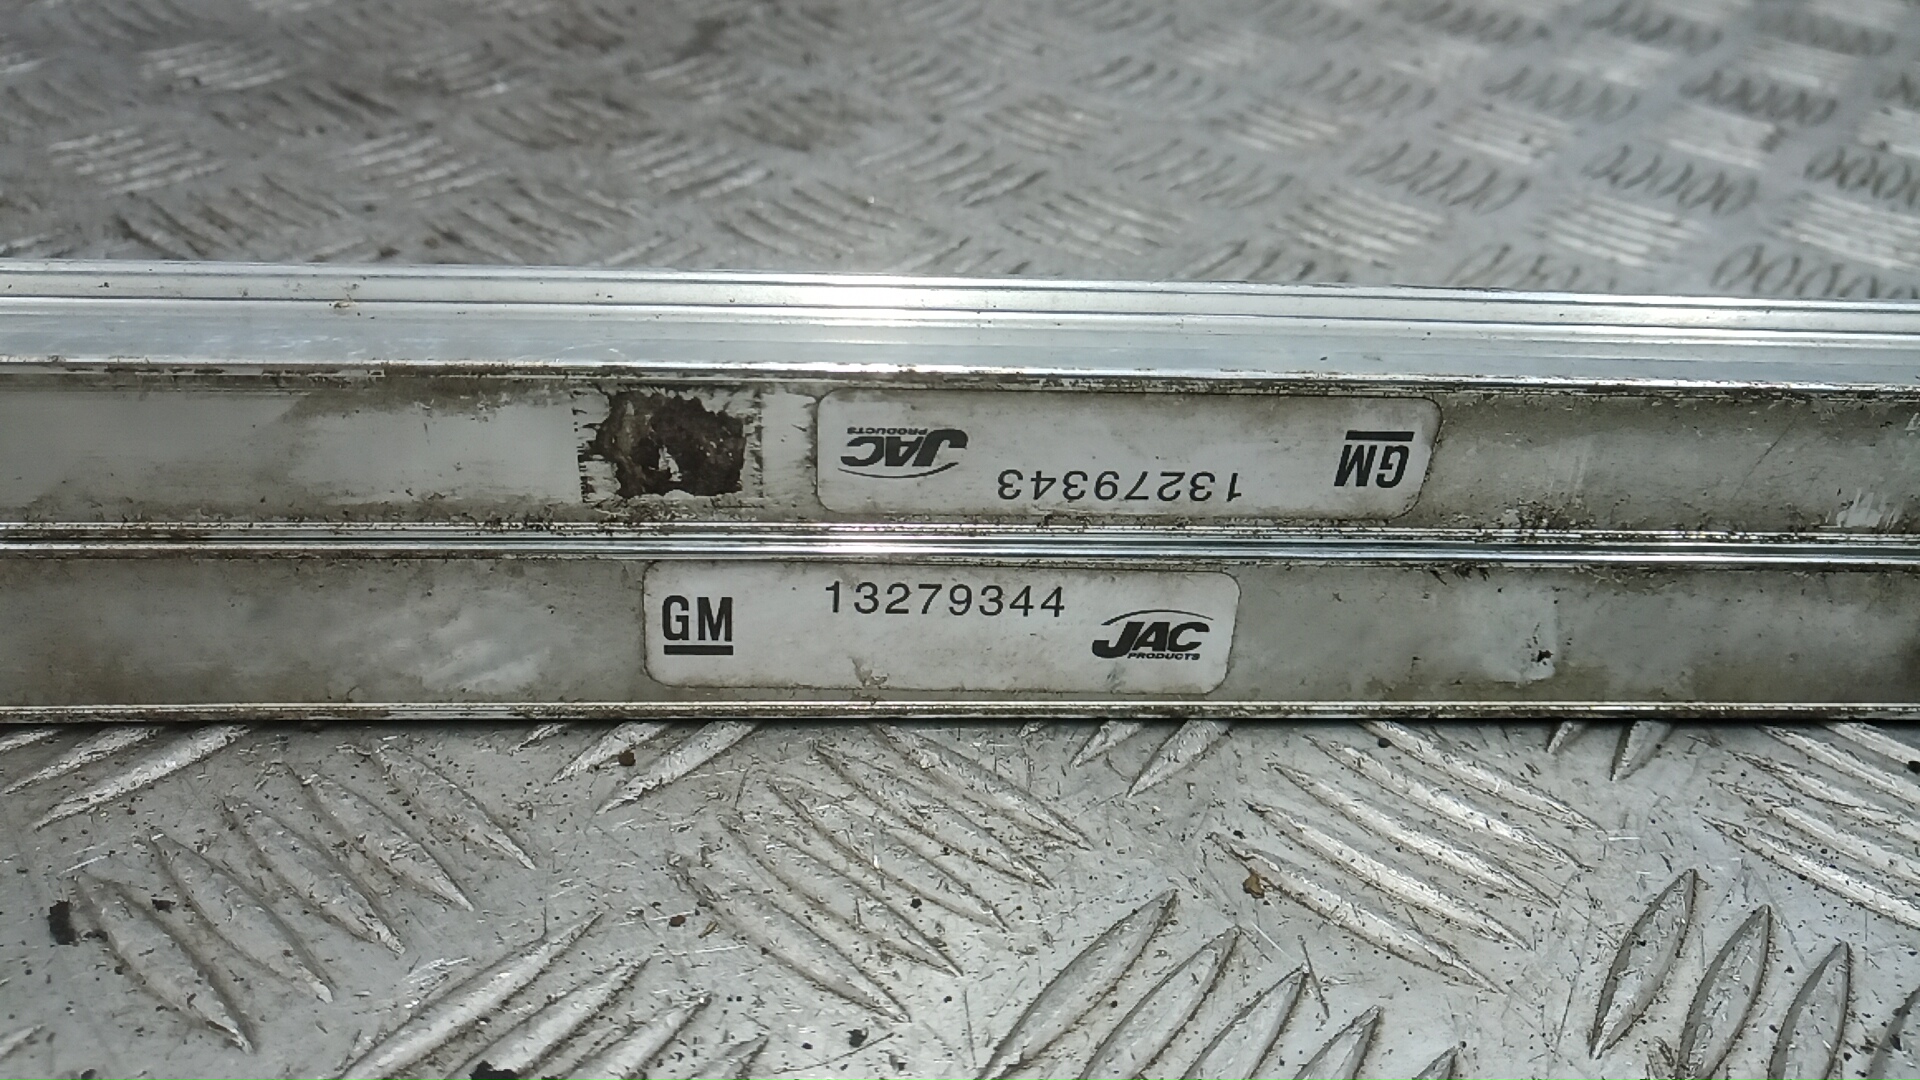 GM
13279343
JAC
PRODUCTS
GM
13279344
JAC
PRODUCTS